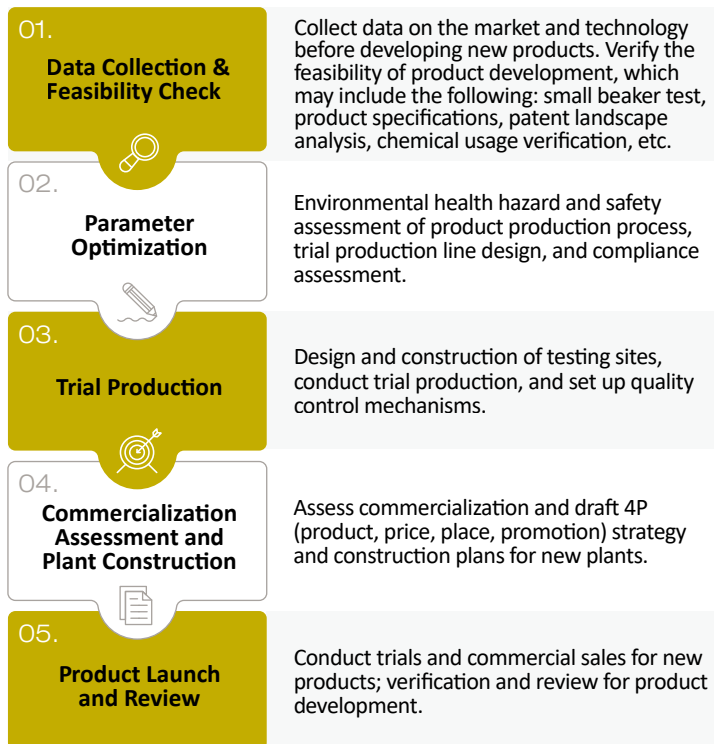 01.
Data Collection &
Feasibility Check
Collect data on the market and technology
before developing new products. Verify the
feasibility of product development, which
may include the following: small beaker test,
product specifications, patent landscape
analysis, chemical usage verification, etc.
02.
Parameter
Optimization
Environmental health hazard and safety
assessment of product production process,
trial production line design, and compliance
assessment.
03.
Trial Production
Design and construction of testing sites,
conduct trial production, and set up quality
control mechanisms.
04.
Commercialization
Assessment and
Plant Construction
Assess commercialization and draft 4P
(product, price, place, promotion) strategy
and construction plans for new plants.
05.
Product Launch
and Review
Conduct trials and commercial sales for new
products; verification and review for product
development.